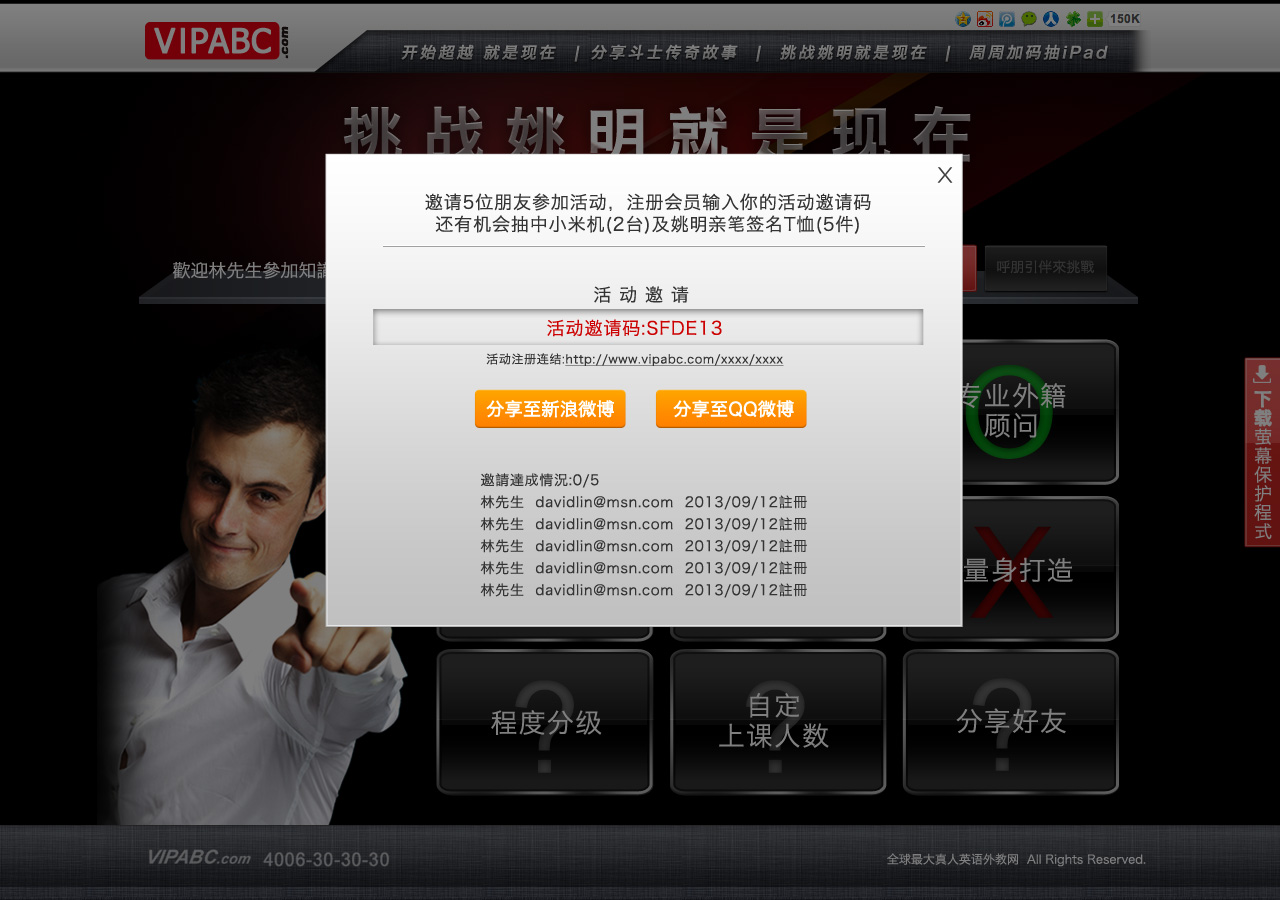 VIPABC.com
150K
开始超越 就是现在 | 分享斗士传奇故事 | 挑战姚明就是现在 | 周周加码抽iPad
挑战姚明就是现在
X
邀请5位朋友参加活动，注册会员输入你的活动邀请码
还有机会抽中小米机(2台)及姚明亲笔签名T恤(5件)
歡迎林先生參加知識
呼朋引伴來挑戰
活动邀请
活动邀请码:SFDE13
活动注册连结:http://www.vipabc.com/xxxx/xxxx
分享至新浪微博
分享至QQ微博
专业外籍
顾问
下载萤幕保护程式
邀請達成情況:0/5
林先生 davidlin@msn.com 2013/09/12註冊
林先生 davidlin@msn.com 2013/09/12註冊
林先生 davidlin@msn.com 2013/09/12註冊
林先生 davidlin@msn.com 2013/09/12註冊
林先生 davidlin@msn.com 2013/09/12註冊
量身打造
X
程度分级
?
自定
上课人数
?
分享好友
?
VIPABC.com 4006-30-30-30
全球最大真人英语外教网 All Rights Reserved.